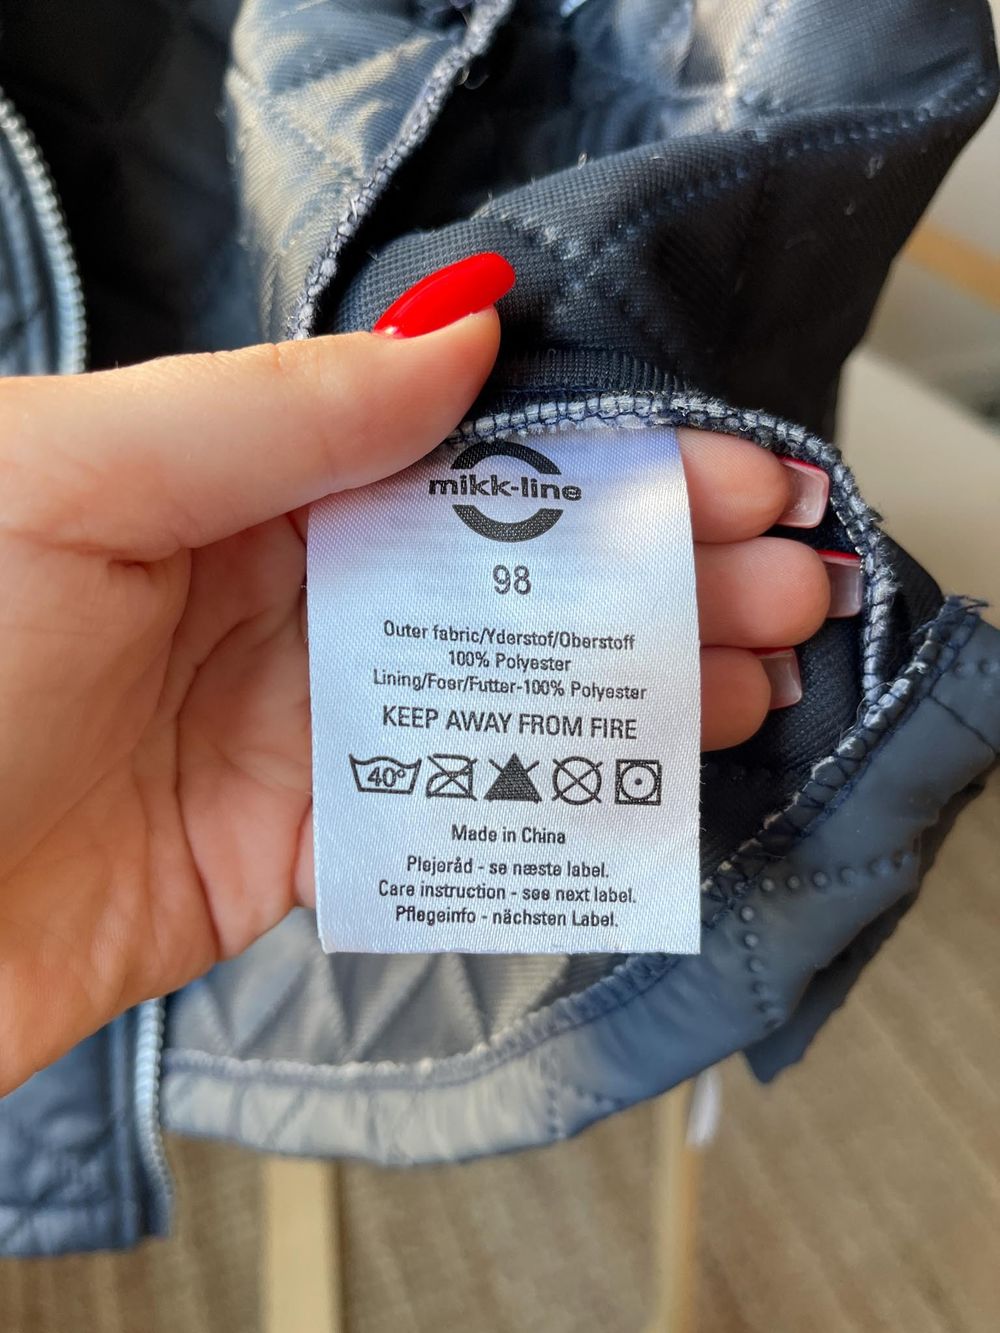 mikk-line
98
Outer fabric/Yderstof/Oberstoff
100% Polyester
Lining/Foer/Futter-100% Polyester
KEEP AWAY FROM FIRE
40°
Made in China
Plejeråd - se næste label.
Care instruction - see next label.
Pflegeinfo - nächsten Label.